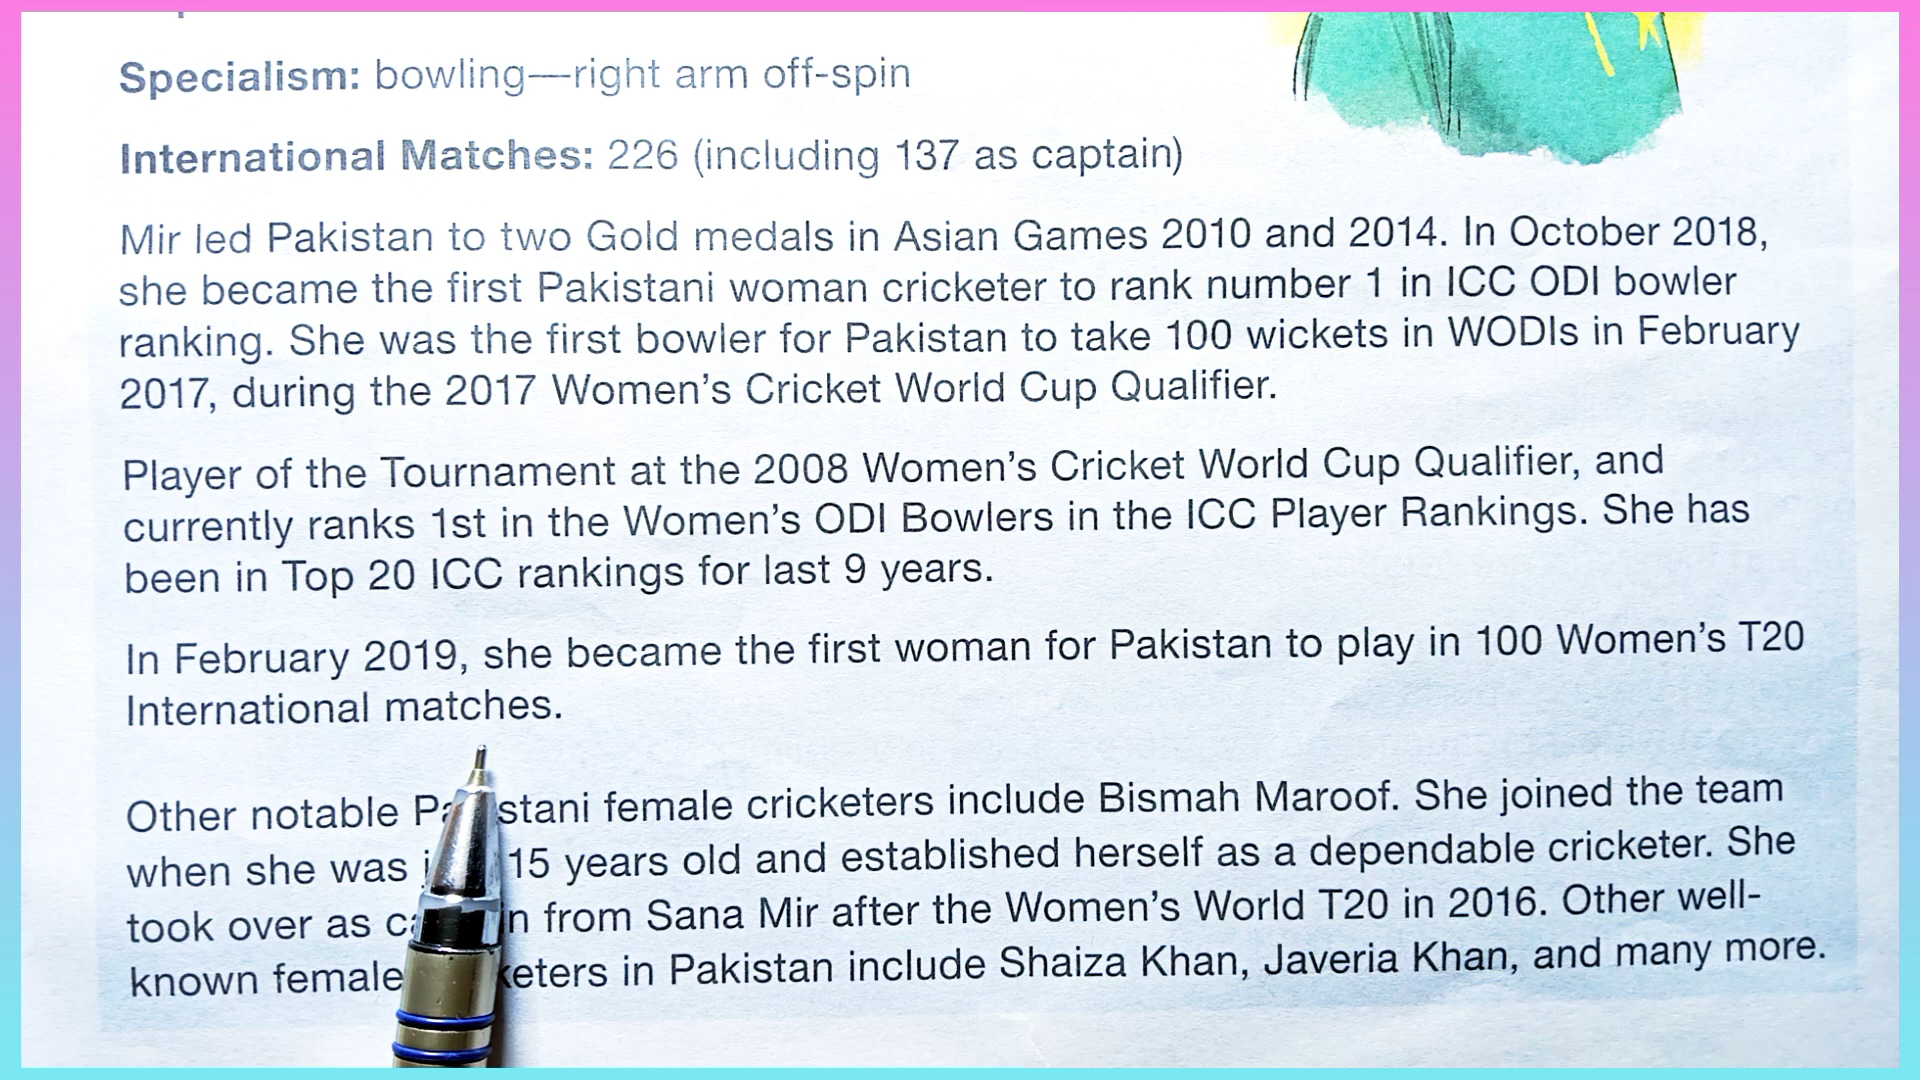 Specialism: bowling—right arm off-spin
International Matches: 226 (including 137 as captain)
Mir led Pakistan to two Gold medals in Asian Games 2010 and 2014. In October 2018,
she became the first Pakistani woman cricketer to rank number 1 in ICC ODI bowler
ranking. She was the first bowler for Pakistan to take 100 wickets in WODIs in February
2017, during the 2017 Women's Cricket World Cup Qualifier.
Player of the Tournament at the 2008 Women's Cricket World Cup Qualifier, and
currently ranks 1st in the Women's ODI Bowlers in the ICC Player Rankings. She has
been in Top 20 ICC rankings for last 9 years.
In February 2019, she became the first woman for Pakistan to play in 100 Women's T20
International matches.
Other notable female cricketers include Bismah Maroof. She joined the team
when she was 15 years old and established herself as a dependable cricketer. She
took over as from Sana Mir after the Women's World T20 in 2016. Other well-
known female in Pakistan include Shaiza Khan, Javeria Khan, and many more.